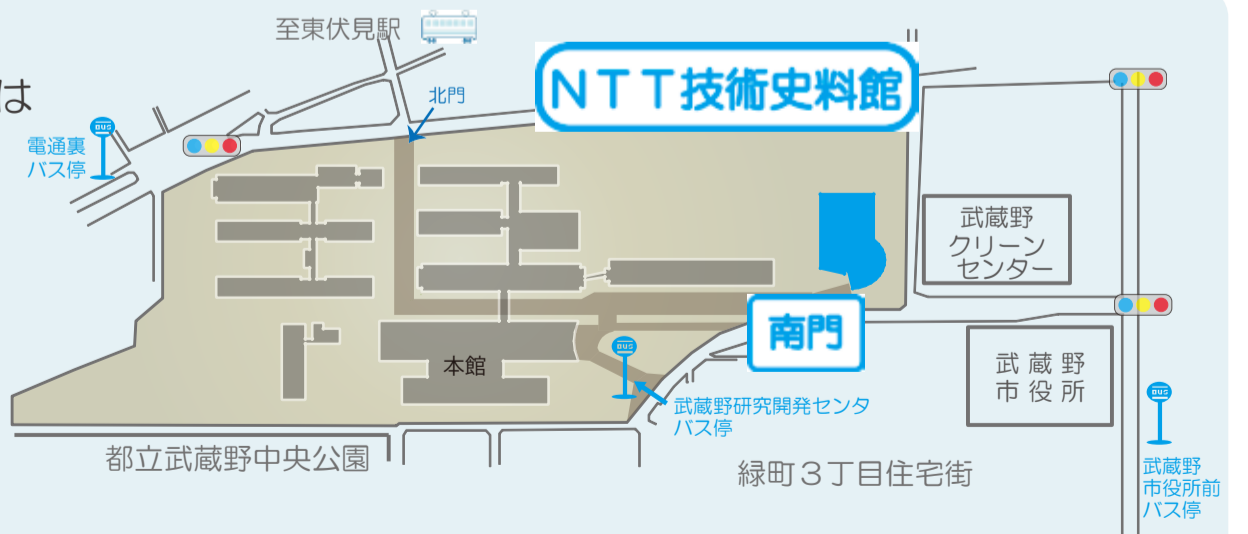 至東伏見駅
は
NTT技術史料館
北門
電通裏
バス停
BUS
武蔵野
クリーン
センター
南門
本館
BUS
武蔵野研究開発センタ
バス停
武蔵野
市役所
BUS
武蔵野
市役所前
バス停
都立武蔵野中央公園
緑町3丁目住宅街